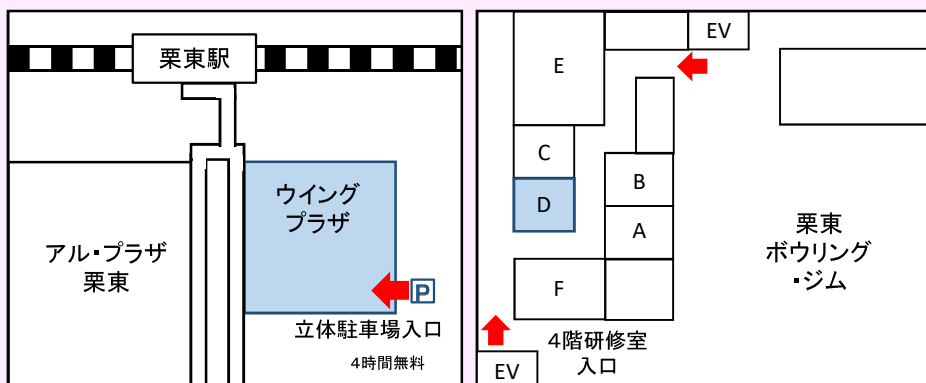 栗東駅
ウイング
プラザ
アル・プラザ
栗東
P
立体駐車場入口
4時間無料
EV
E
C
D
B
A
F
栗東
ボウリング
・ジム
4階研修室
入口
EV